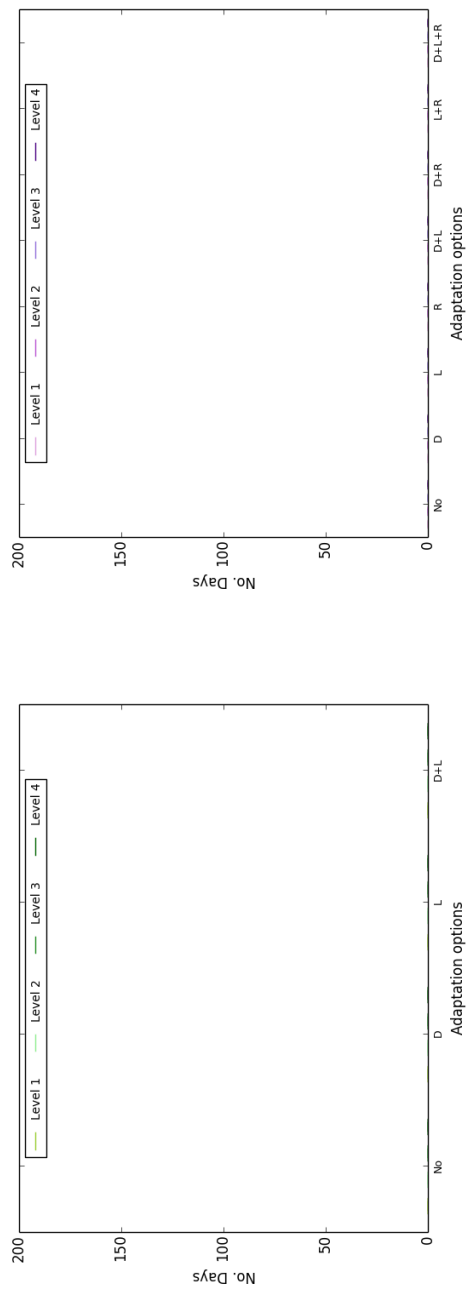 Level 1 Level 2 Level 3 Level 4
200
150
100
50
0
No. Days
No D L D+L
Adaptation options
Level 1 Level 2 Level 3 Level 4
200
150
100
50
0
No. Days
No D L R D+L D+R L+R D+L+R
Adaptation options